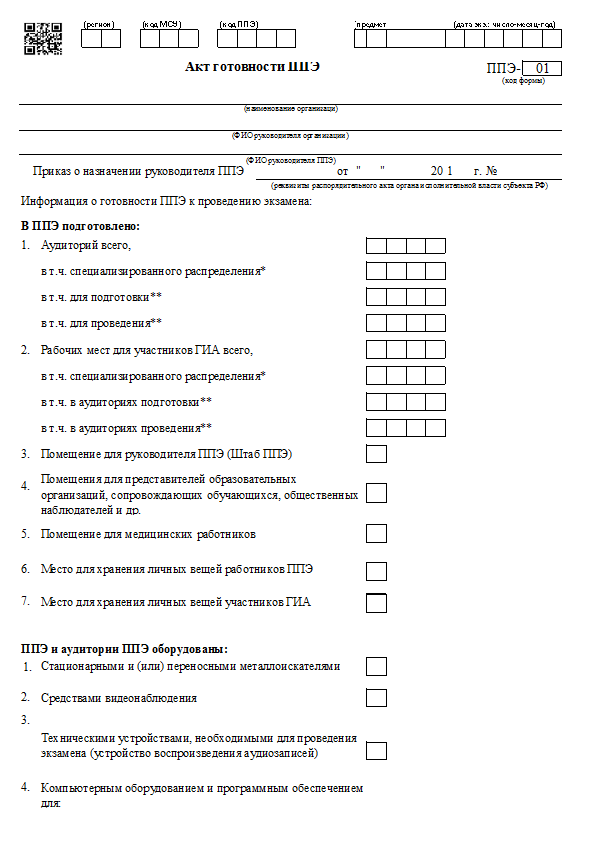 (регион) (код МСУ) (код ППЭ) предмет (дата экз.: число-месяц-год)
Акт готовности ППЭ ППЭ- 01
(код формы)
(наименование организаци)
(ФИО руководителя организации)
(ФИО руководителя ППЭ)
Приказ о назначении руководителя ППЭ от " " 20 1 г. №
(реквизиты распорядительного акта органа исполнительной власти субъекта РФ)
Информация о готовности ППЭ к проведению экзамена:
В ППЭ подготовлено:
1. Аудиторий всего,
в т.ч. специализированного распределения*
в т.ч. для подготовки**
в т.ч. для проведения**
2. Рабочих мест для участников ГИА всего,
в т.ч. специализированного распределения*
в т.ч. в аудиториях подготовки**
в т.ч. в аудиториях проведения**
3. Помещение для руководителя ППЭ (Штаб ППЭ)
4. Помещения для представителей образовательных
организаций, сопровождающих обучающихся, общественных
наблюдателей и др.
5. Помещение для медицинских работников
6. Место для хранения личных вещей работников ППЭ
7. Место для хранения личных вещей участников ГИА
ППЭ и аудитории ППЭ оборудованы:
1. Стационарными и (или) переносными металлоискателями
2. Средствами видеонаблюдения
3.
Техническими устройствами, необходимыми для проведения
экзамена (устройство воспроизведения аудиозаписей)
4. Компьютерным оборудованием и программным обеспечением
для: